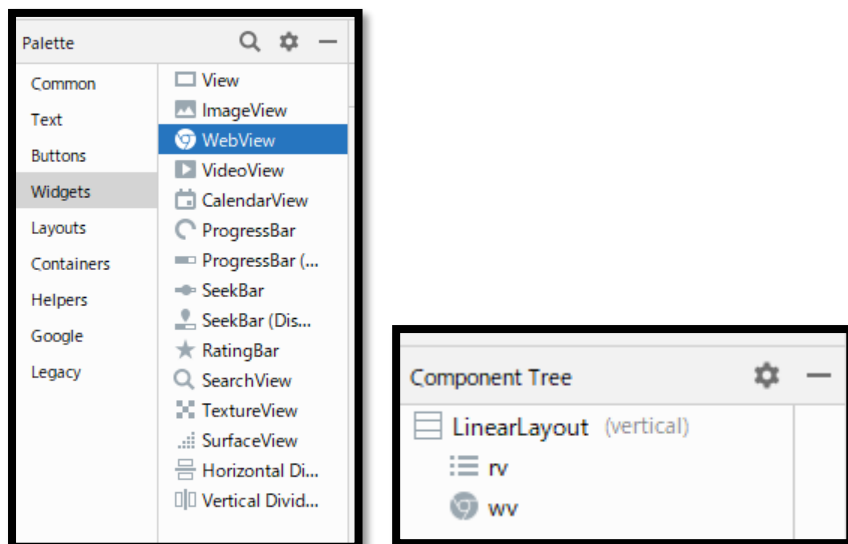 Palette
Common
Text
Buttons
Widgets
Layouts
Containers
Helpers
Google
Legacy
View
ImageView
WebView
VideoView
CalendarView
ProgressBar
ProgressBar (...
SeekBar
SeekBar (Dis...
RatingBar
SearchView
TextureView
SurfaceView
Horizontal Di...
Vertical Divid...
Component Tree
LinearLayout (vertical)
rv
wv